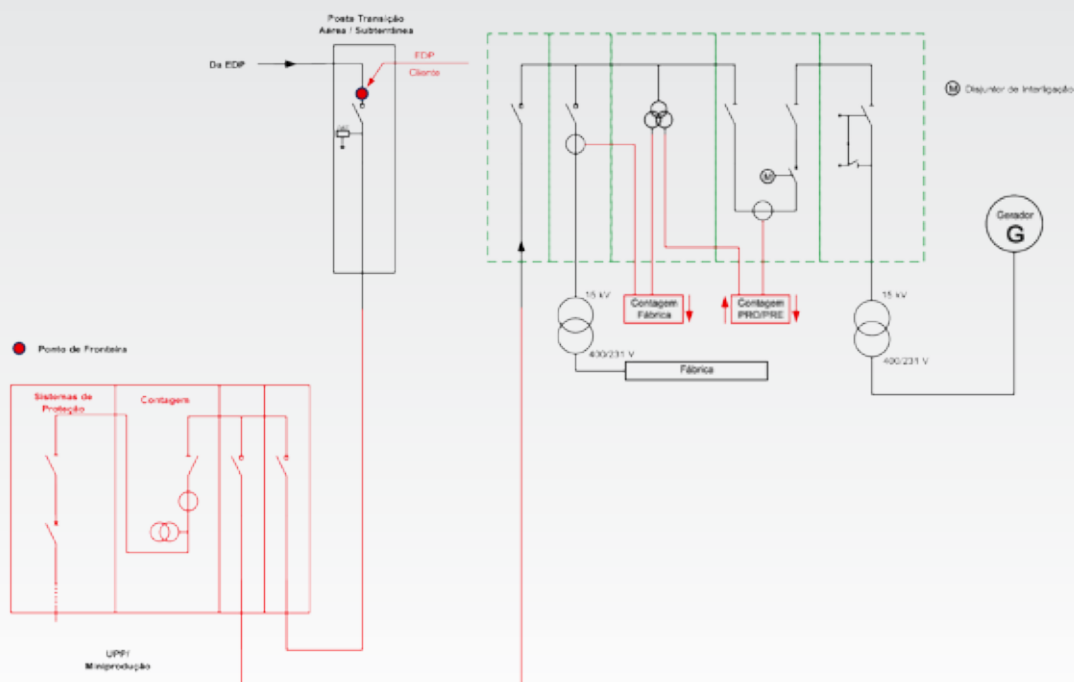 Poste Transição
Aérea / Subterrânea
Da EDP
EDP
Cliente
M
Disjuntor de Interligação
M
Gerador
G
15 kV
400/231 V
Contagem
Fábrica
Contagem
PRO/PRE
15 kV
400/231 V
Fábrica
Ponto de Fronteira
Sistemas de
Proteção
Contagem
UPP/
Miniprodução